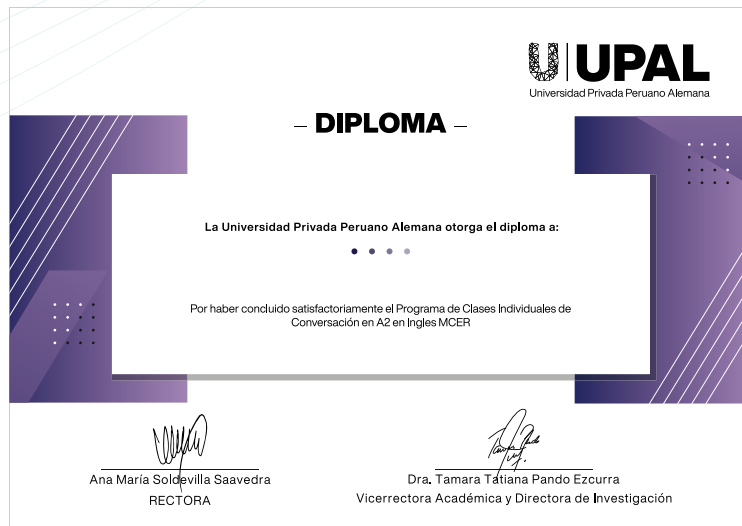 UPAL
Universidad Privada Peruano Alemana
– DIPLOMA –
La Universidad Privada Peruano Alemana otorga el diploma a:
Por haber concluido satisfactoriamente el Programa de Clases Individuales de
Conversación en A2 en Ingles MCER
Ana María Soldevilla Saavedra
RECTORA
Dra. Tamara Tatiana Pando Ezcurra
Vicerrectora Académica y Directora de Investigación